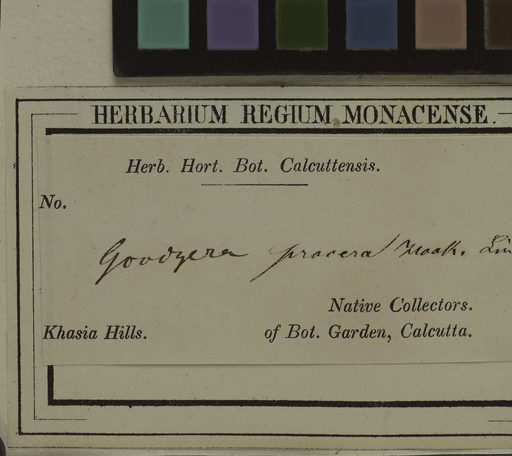 HERBARIUM REGIUM MONACENSE.
Herb. Hort. Bot. Calcuttensis.
No.
Goodyera procera Hook.
Native Collectors.
Khasia Hills. of Bot. Garden, Calcutta.